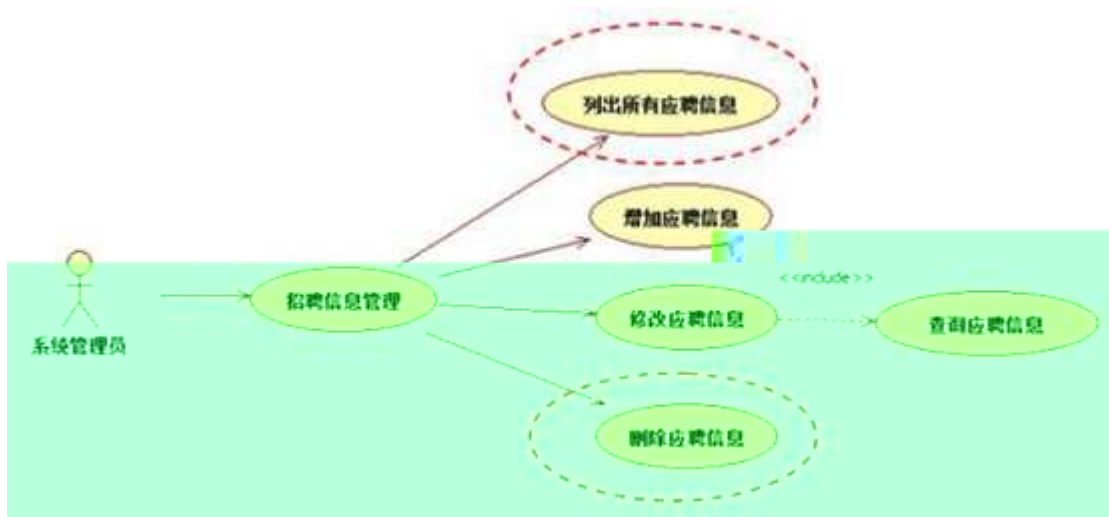 列出所有应聘信息
增加应聘信息
<<include>>
招聘信息管理
修改应聘信息
查询应聘信息
系统管理员
删除应聘信息